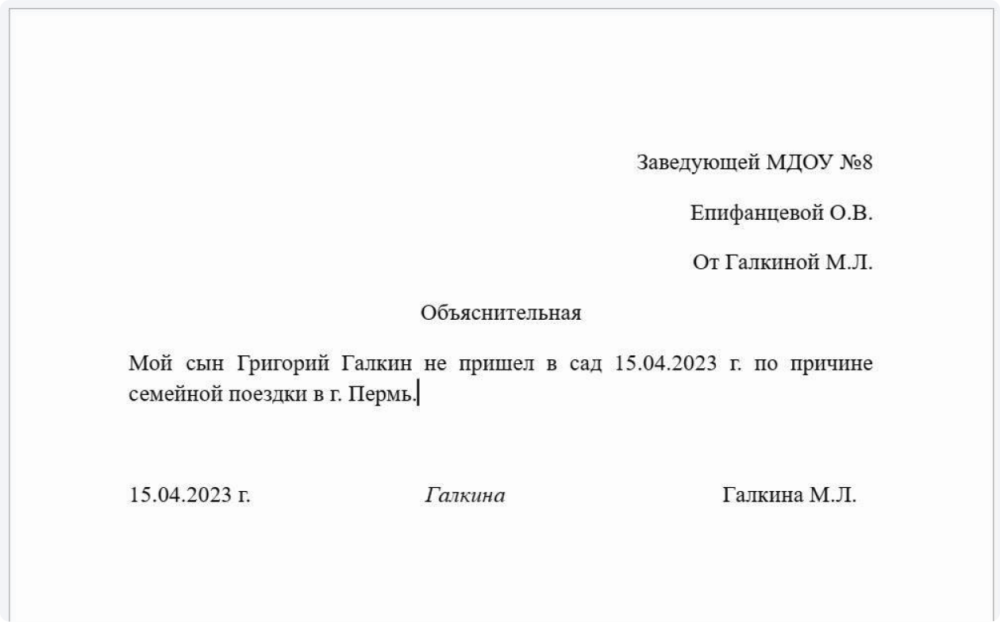 Заведующей МДОУ №8
Епифанцевой О.В.
От Галкиной М.Л.
Объяснительная
Мой сын Григорий Галкин не пришел в сад 15.04.2023 г. по причине
семейной поездки в г. Пермь.
15.04.2023 г. Галкина Галкина М.Л.